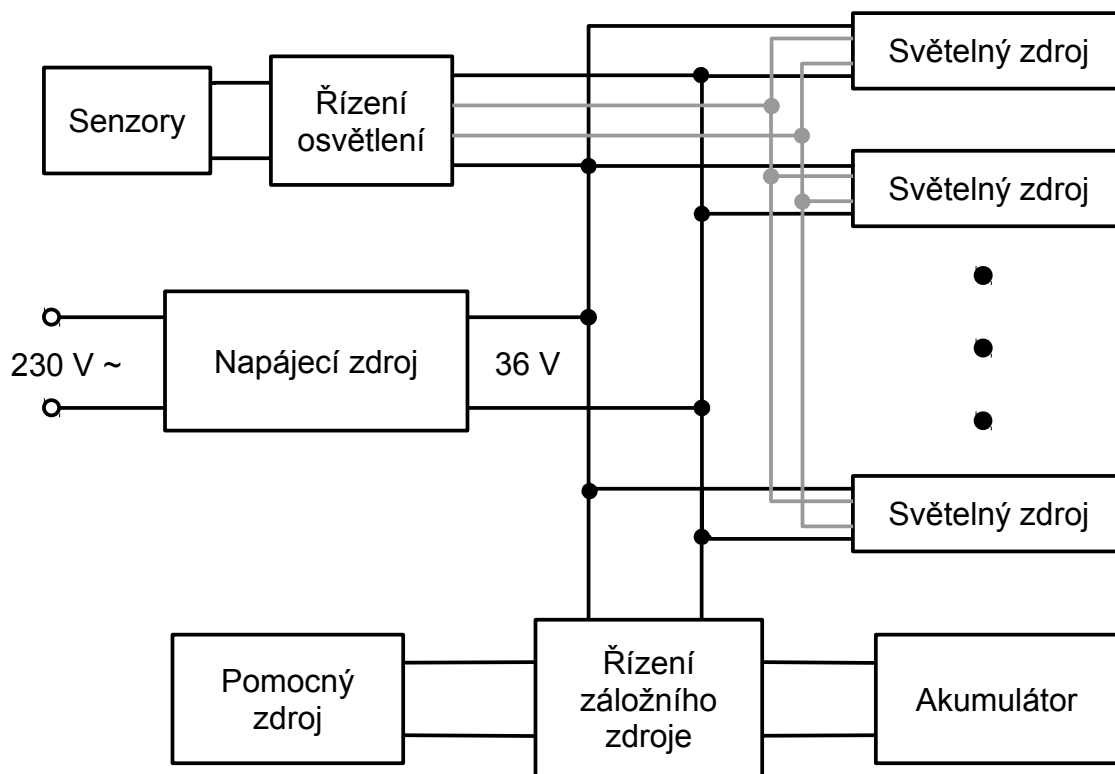 Světelný zdroj
Senzory
Řízení
osvětlení
Světelný zdroj
230 V ~
Napájecí zdroj
36 V
Světelný zdroj
Pomocný
zdroj
Řízení
záložního
zdroje
Akumulátor